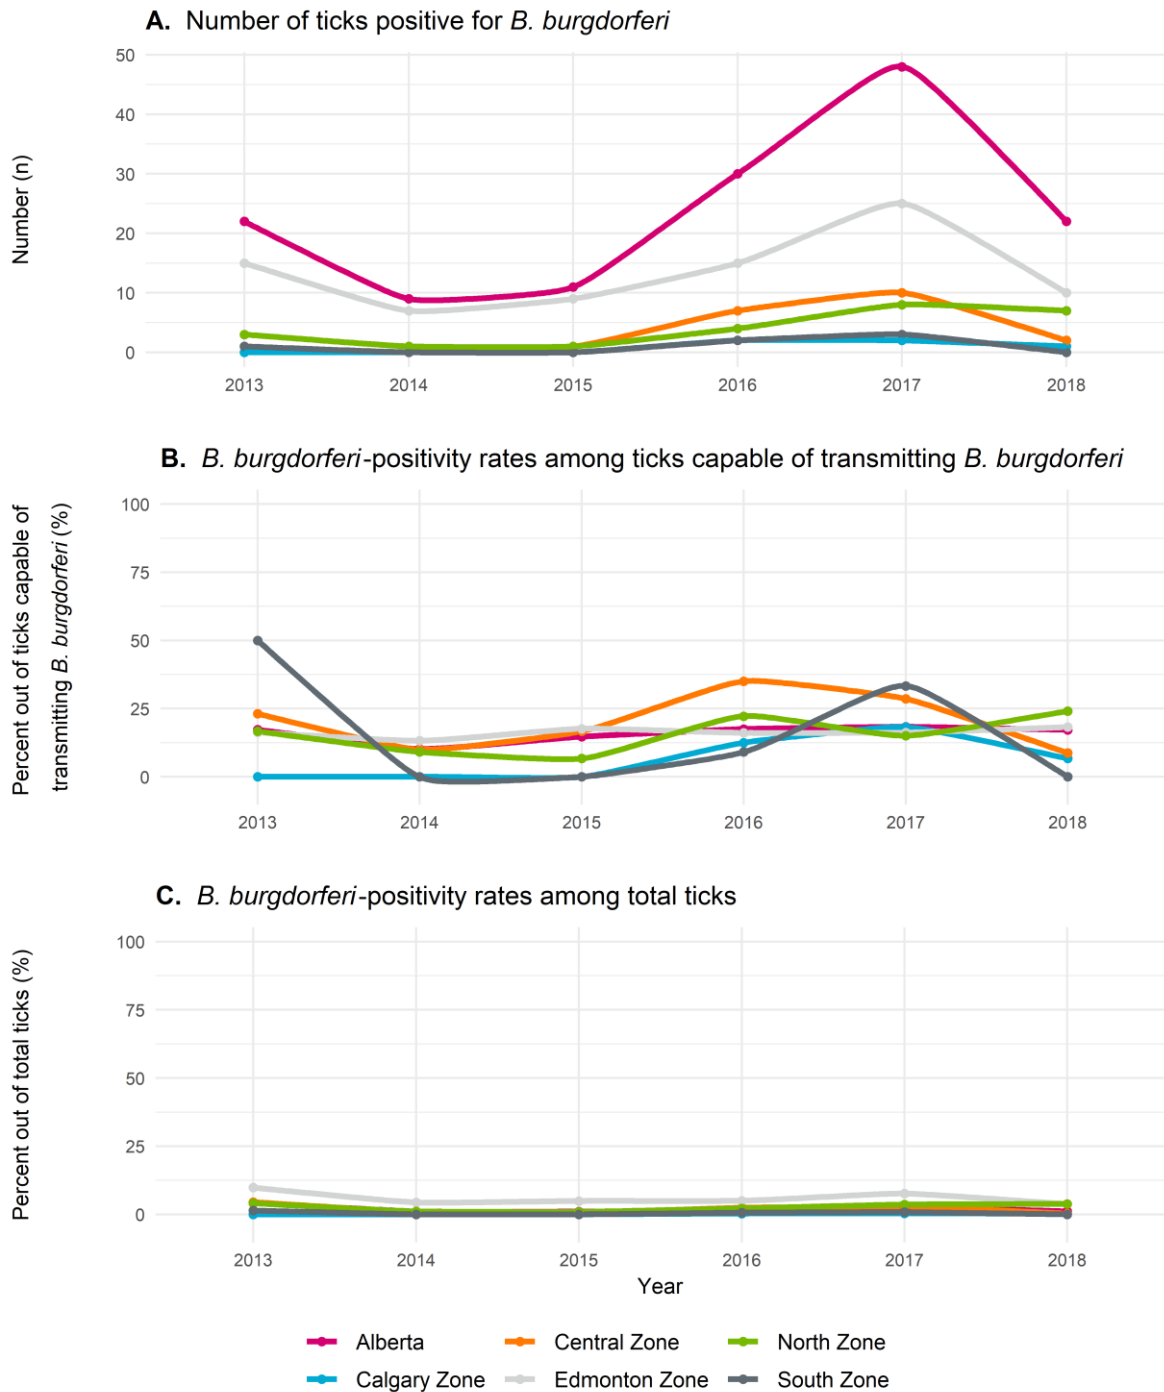 A. Number of ticks positive for B. burgdorferi
Number (n)
50
40
30
20
10
0
2013 2014 2015 2016 2017 2018
B. B. burgdorferi-positivity rates among ticks capable of transmitting B. burgdorferi
Percent out of ticks capable of
transmitting B. burgdorferi (%)
100
75
50
25
0
2013 2014 2015 2016 2017 2018
C. B. burgdorferi-positivity rates among total ticks
Percent out of total ticks (%)
100
75
50
25
0
2013 2014 2015 2016 2017 2018
Year
Alberta Central Zone North Zone
Calgary Zone Edmonton Zone South Zone